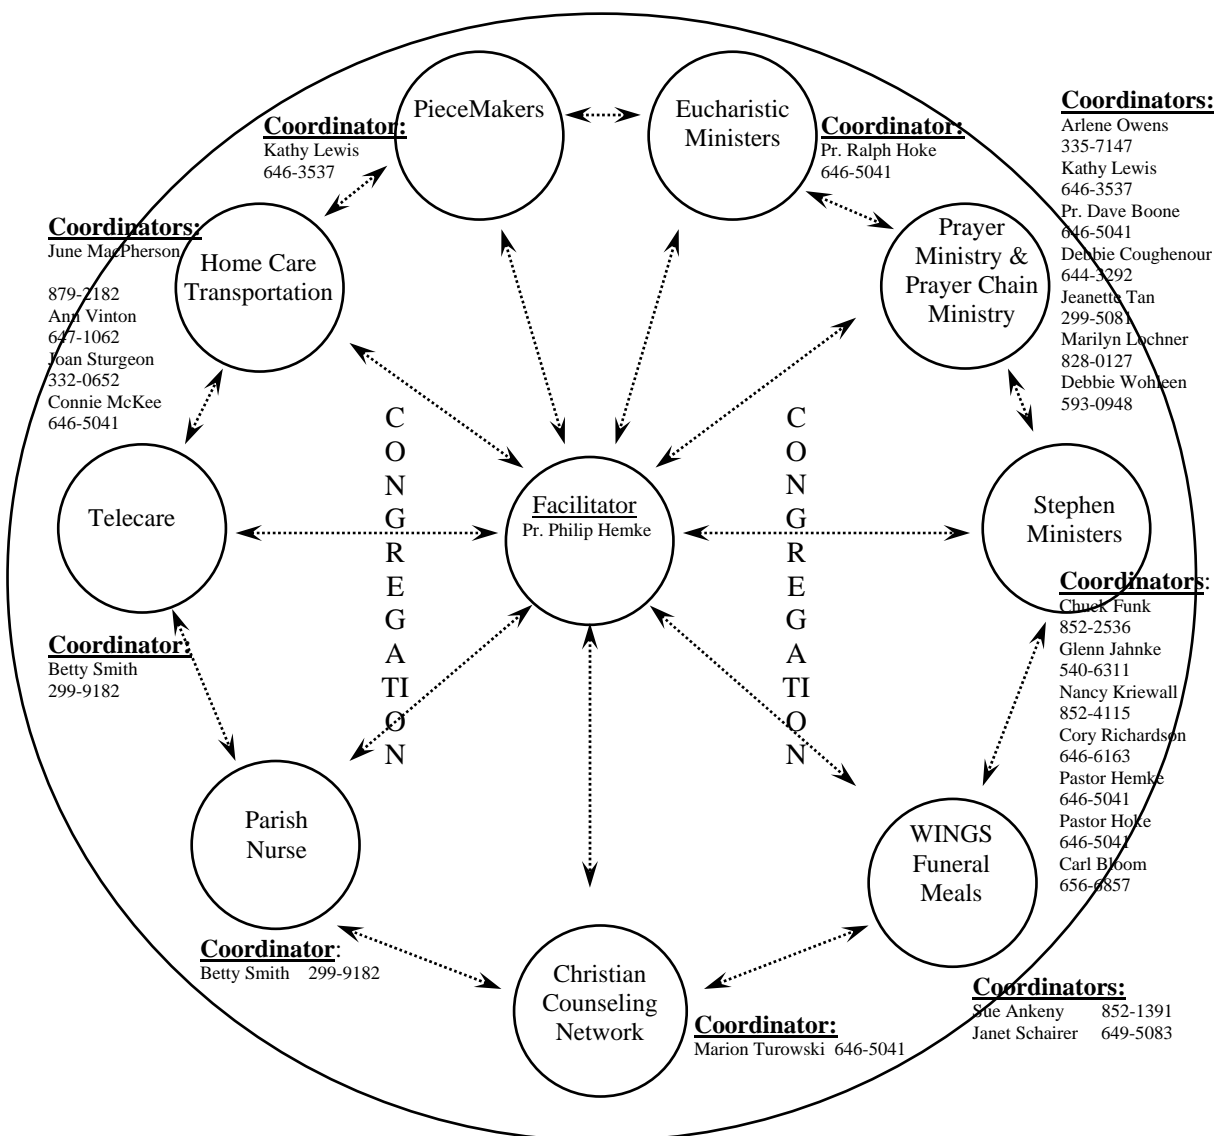 PieceMakers
Coordinator:
Kathy Lewis
646-3537
Eucharistic
Ministers
Coordinator:
Pr. Ralph Hoke
646-5041
Prayer
Ministry &
Prayer Chain
Ministry
Coordinators:
Arlene Owens
335-7147
Kathy Lewis
646-3537
Pr. Dave Boone
646-5041
Debbie Coughenour
644-3292
Jeanette Tan
299-5081
Marilyn Lochner
828-0127
Debbie Wohleen
593-0948
Coordinators:
June MacPherson
879-2182
Ann Vinton
647-1062
Joan Sturgeon
332-0652
Connie McKee
646-5041
Home Care
Transportation
Telecare
Coordinator:
Betty Smith
299-9182
C
O
N
G
R
E
G
A
TI
O
N
Facilitator
Pr. Philip Hemke
C
O
N
G
R
E
G
A
TI
O
N
Stephen
Ministers
Coordinators:
Chuck Funk
852-2536
Glenn Jahnke
540-6311
Nancy Kriewall
852-4115
Cory Richardson
646-6163
Pastor Hemke
646-5041
Pastor Hoke
646-5041
Carl Bloom
656-6857
Parish
Nurse
Coordinator:
Betty Smith 299-9182
Christian
Counseling
Network
Coordinator:
Marion Turowski 646-5041
WINGS
Funeral
Meals
Coordinators:
Sue Ankeny 852-1391
Janet Schairer 649-5083